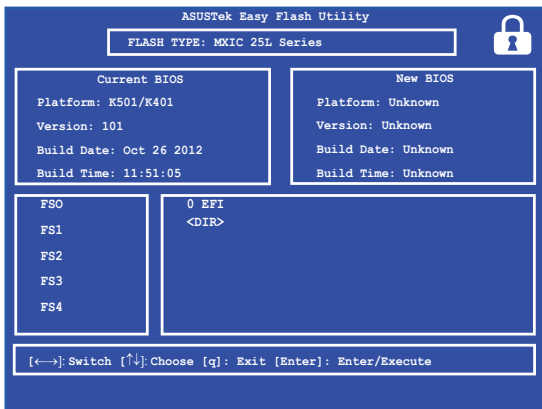 ASUSTek Easy Flash Utility
FLASH TYPE: MXIC 25L Series
Current BIOS
Platform: K501/K401
Version: 101
Build Date: Oct 26 2012
Build Time: 11:51:05
New BIOS
Platform: Unknown
Version: Unknown
Build Date: Unknown
Build Time: Unknown
FSO
FS1
FS2
FS3
FS4
0 EFI
<DIR>
[←→]: Switch [↑↓]: Choose [q]: Exit [Enter]: Enter/Execute